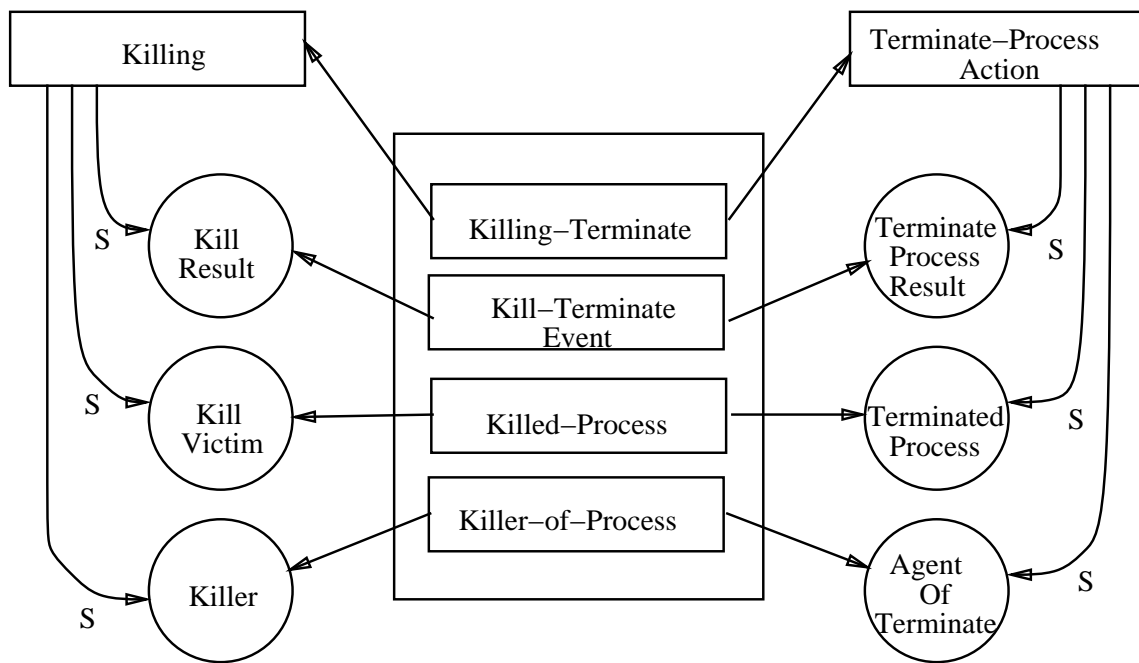 Killing
Terminate–Process
Action
Killing–Terminate
S
Kill
Result
Terminate
Process
Result
S
Kill–Terminate
Event
S
Kill
Victim
Killed–Process
Terminated
Process
S
Killer–of–Process
S
Killer
Agent
Of
Terminate
S